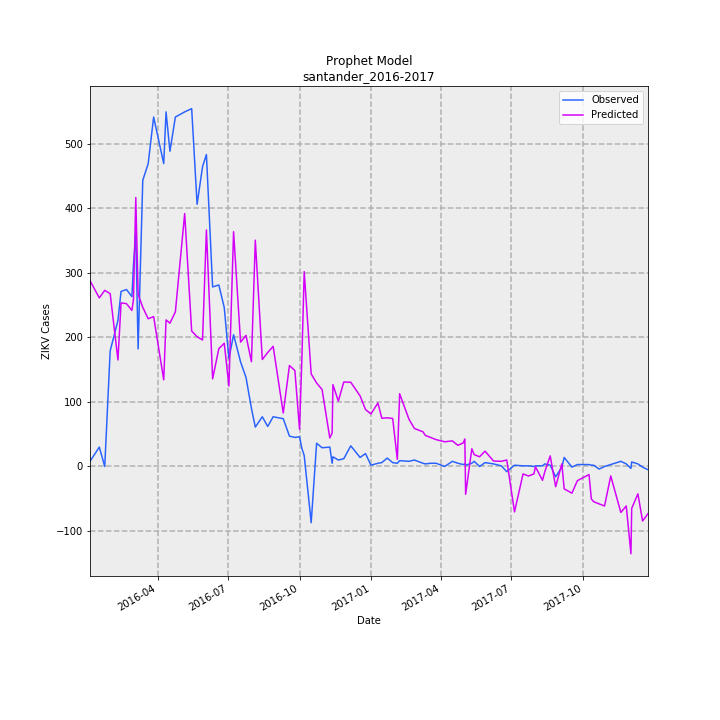 Prophet Model
santander_2016-2017
Observed
Predicted
ZIKV Cases
500
400
300
200
100
0
−100
2016-04
2016-07
2016-10
2017-01
2017-04
2017-07
2017-10
Date